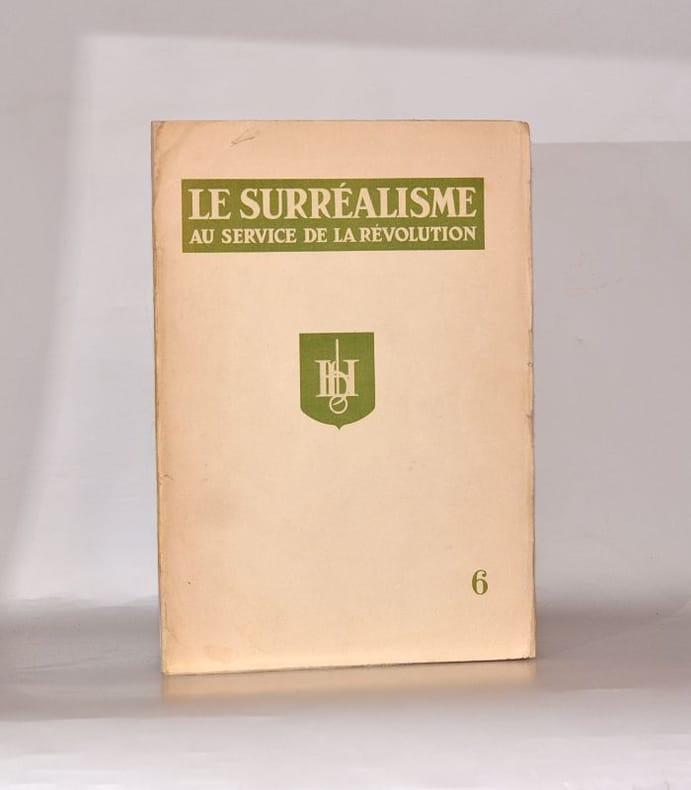 LE SURRÉALISME
AU SERVICE DE LA RÉVOLUTION
6